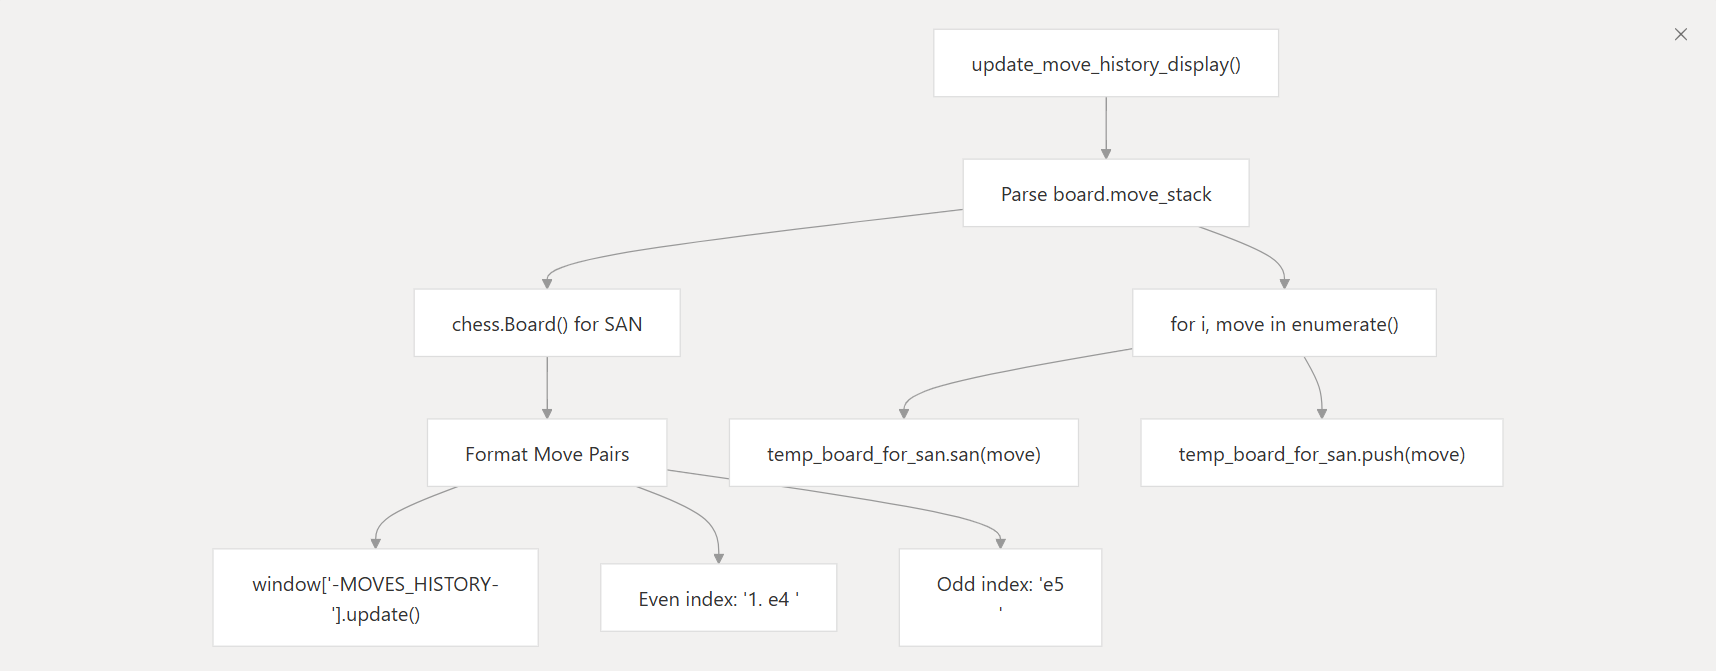 update_move_history_display()
Parse board.move_stack
chess.Board() for SAN
for i, move in enumerate()
Format Move Pairs
temp_board_for_san.san(move)
temp_board_for_san.push(move)
window['-MOVES_HISTORY-
'].update()
Even index: '1. e4 '
Odd index: 'e5
'